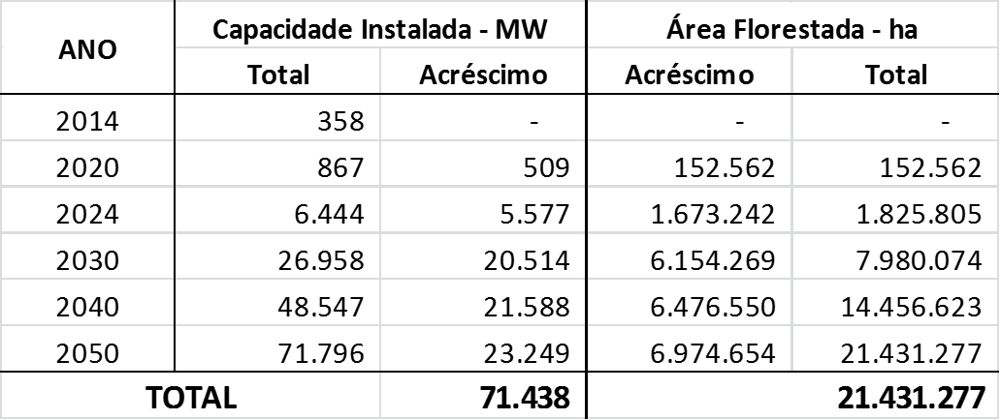 ANO Capacidade Instalada - MW Área Florestada - ha
Total Acréscimo Acréscimo Total
2014 358 - - -
2020 867 509 152.562 152.562
2024 6.444 5.577 1.673.242 1.825.805
2030 26.958 20.514 6.154.269 7.980.074
2040 48.547 21.588 6.476.550 14.456.623
2050 71.796 23.249 6.974.654 21.431.277
TOTAL 71.438 21.431.277